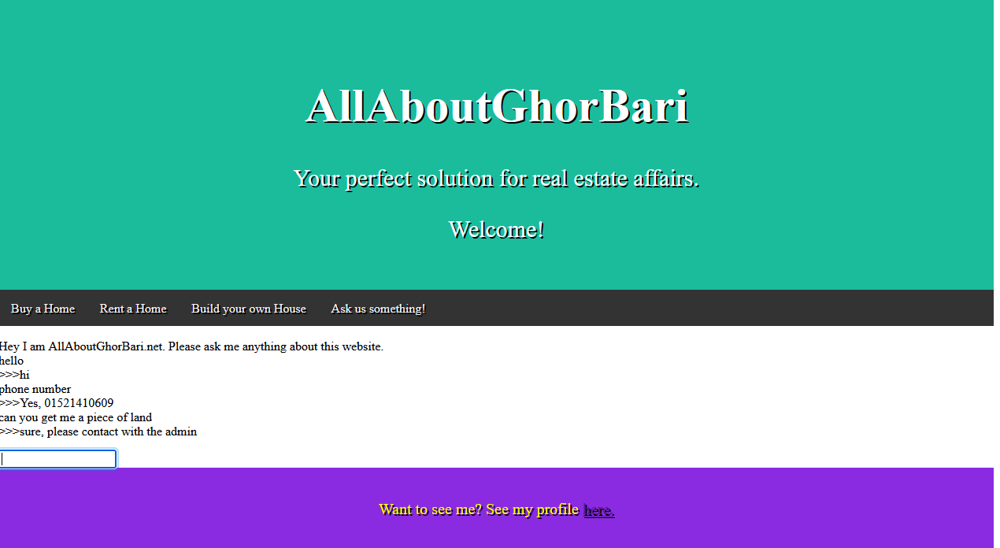 AllAboutGhorBari
Your perfect solution for real estate affairs.
Welcome!
Buy a Home Rent a Home Build your own House Ask us something!
Hey I am AllAboutGhorBari.net. Please ask me anything about this website.
hello
>>>hi
phone number
>>>Yes, 01521410609
can you get me a piece of land
>>>sure, please contact with the admin
Want to see me? See my profile here.